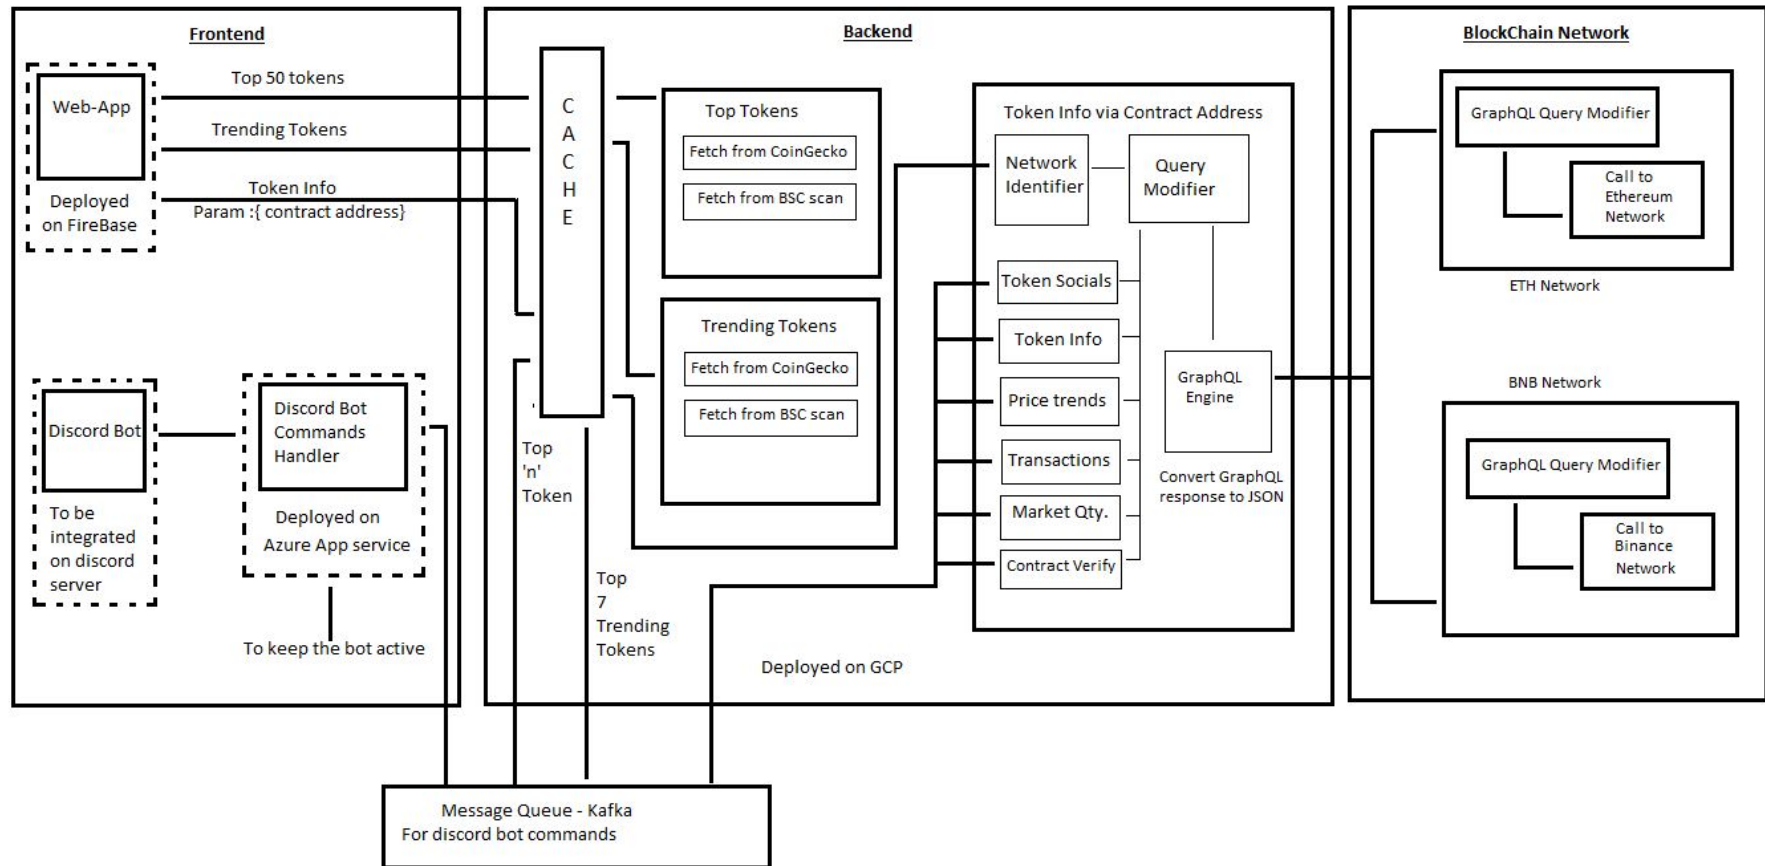 Frontend
Web-App
Deployed
on FireBase
Top 50 tokens
Trending Tokens
Token Info
Param :{ contract address}
Discord Bot
To be
integrated
on discord
server
Discord Bot
Commands
Handler
Deployed on
Azure App service
To keep the bot active
Backend
C
A
C
H
E
Top Tokens
Fetch from CoinGecko
Fetch from BSC scan
Trending Tokens
Fetch from CoinGecko
Fetch from BSC scan
Top
'n'
Token
Top
7
Trending
Tokens
Token Info via Contract Address
Network
Identifier
Query
Modifier
Token Socials
Token Info
Price trends
Transactions
Market Qty.
Contract Verify
GraphQL
Engine
Convert GraphQL
response to JSON
Deployed on GCP
BlockChain Network
GraphQL Query Modifier
Call to
Ethereum
Network
ETH Network
BNB Network
GraphQL Query Modifier
Call to
Binance
Network
Message Queue - Kafka
For discord bot commands